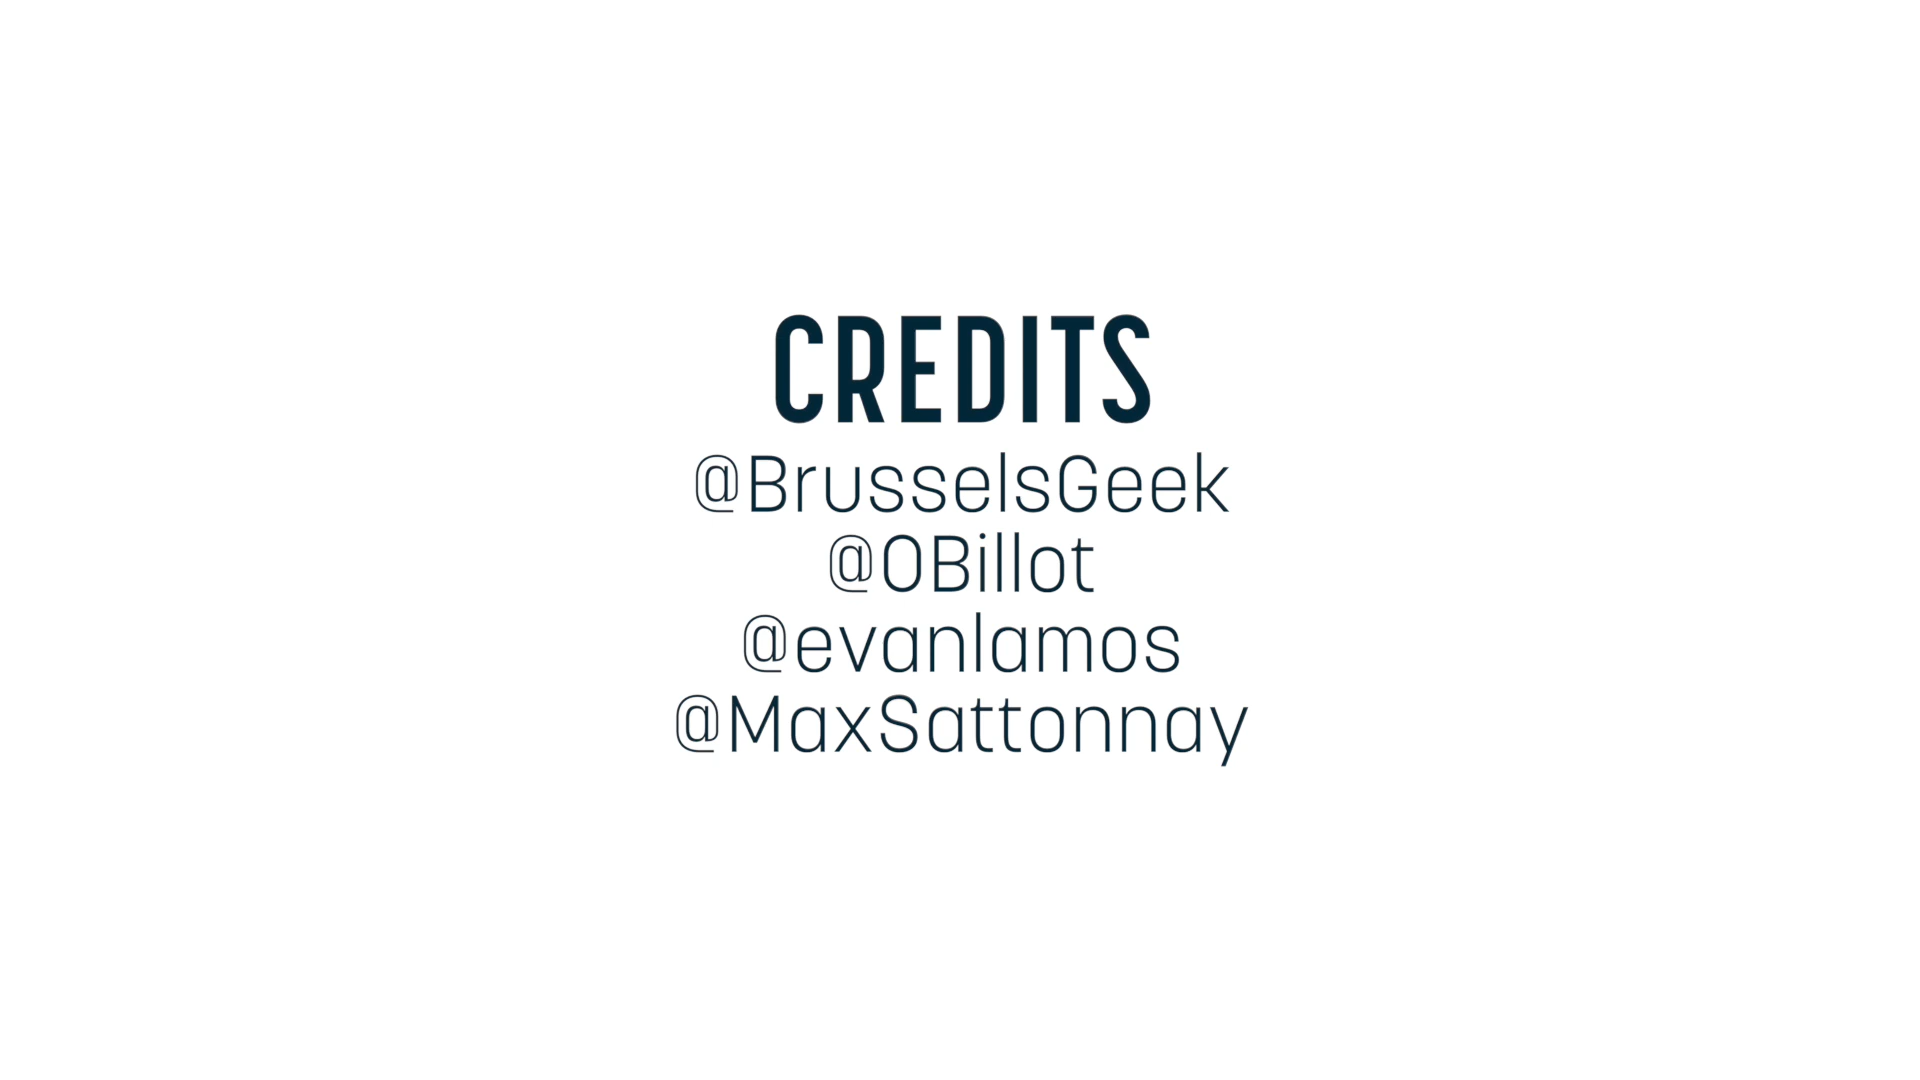 CREDITS
@BrusselsGeek
@OBillot
@evanlamos
@MaxSattonnay